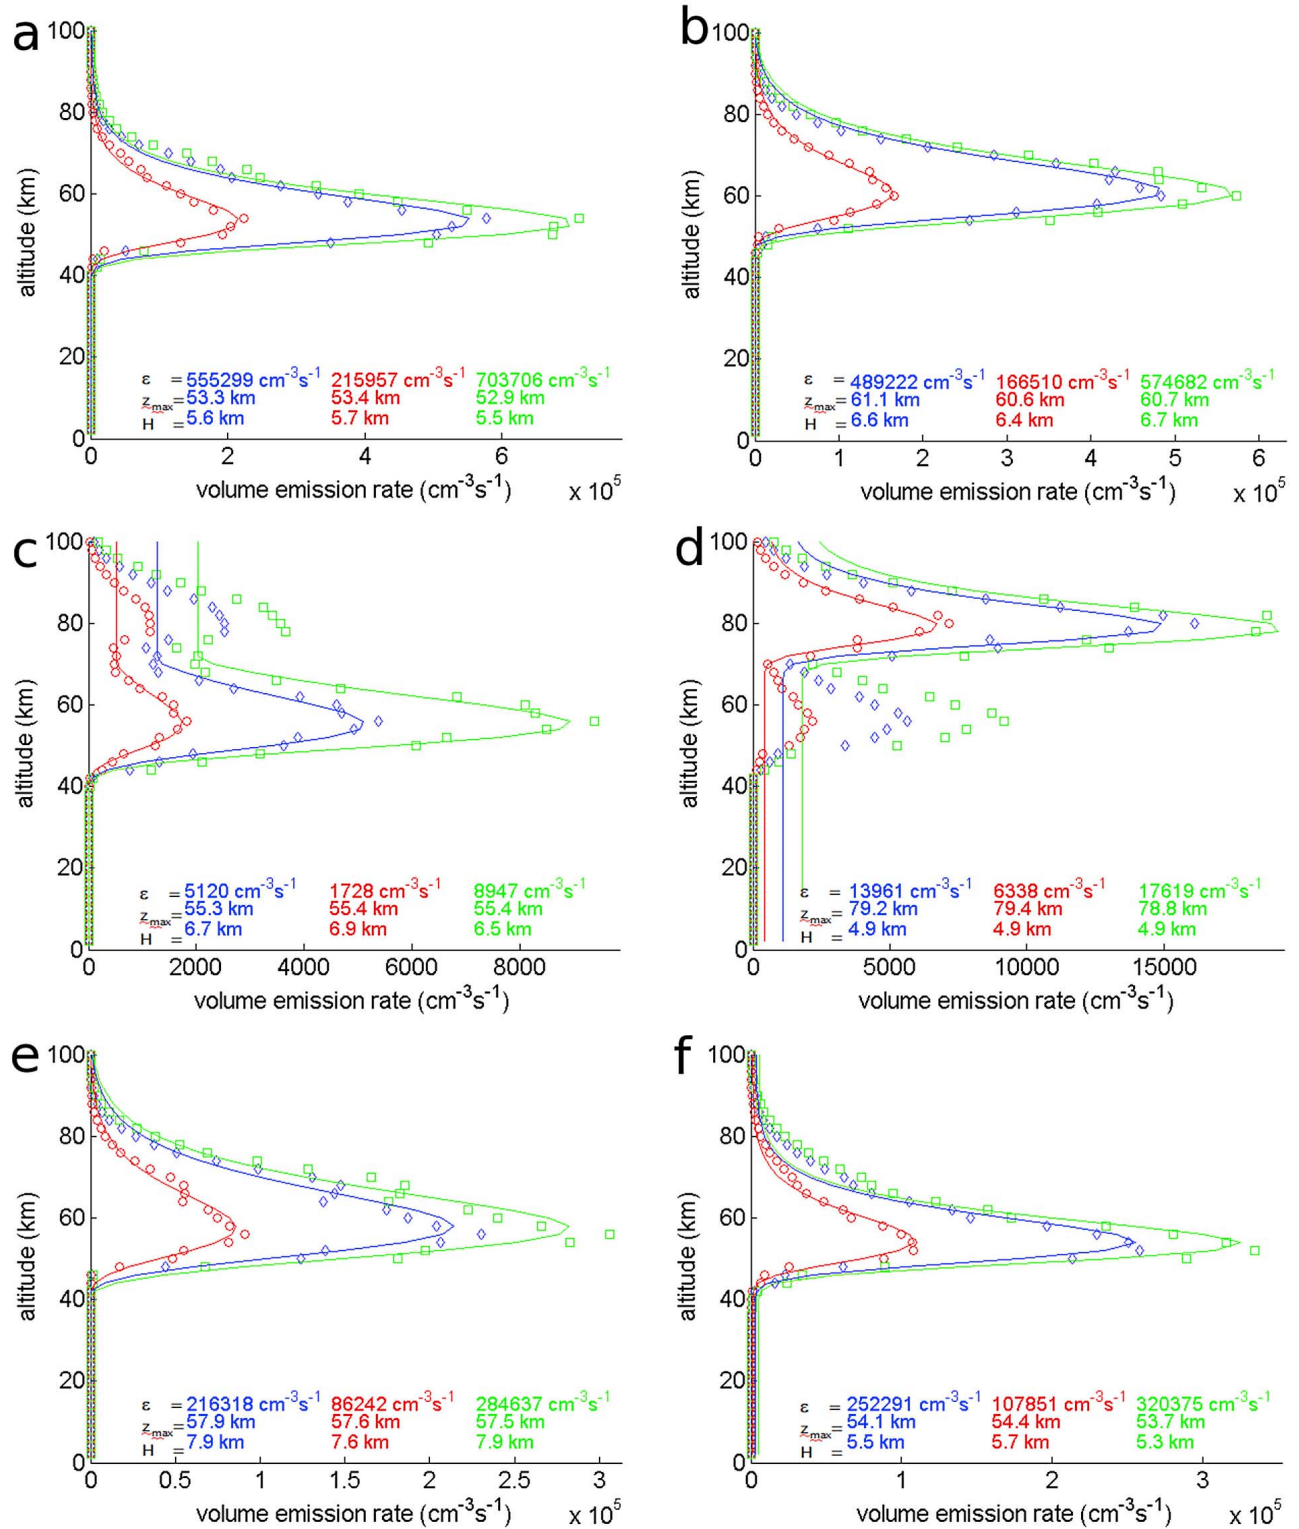 a
100
80
60
40
20
0
altitude (km)
ε = 555299 cm⁻³s⁻¹ 215957 cm⁻³s⁻¹ 703706 cm⁻³s⁻¹
z_max = 53.3 km 53.4 km 52.9 km
H = 5.6 km 5.7 km 5.5 km
0 2 4 6
volume emission rate (cm⁻³s⁻¹) x 10⁵
b
100
80
60
40
20
0
altitude (km)
ε = 489222 cm⁻³s⁻¹ 166510 cm⁻³s⁻¹ 574682 cm⁻³s⁻¹
z_max = 61.1 km 60.6 km 60.7 km
H = 6.6 km 6.4 km 6.7 km
0 1 2 3 4 5 6
volume emission rate (cm⁻³s⁻¹) x 10⁵
c
100
80
60
40
20
0
altitude (km)
ε = 5120 cm⁻³s⁻¹ 1728 cm⁻³s⁻¹ 8947 cm⁻³s⁻¹
z_max = 55.3 km 55.4 km 55.4 km
H = 6.7 km 6.9 km 6.5 km
0 2000 4000 6000 8000
volume emission rate (cm⁻³s⁻¹)
d
100
80
60
40
20
0
altitude (km)
ε = 13961 cm⁻³s⁻¹ 6338 cm⁻³s⁻¹ 17619 cm⁻³s⁻¹
z_max = 79.2 km 79.4 km 78.8 km
H = 4.9 km 4.9 km 4.9 km
0 5000 10000 15000
volume emission rate (cm⁻³s⁻¹)
e
100
80
60
40
20
0
altitude (km)
ε = 216318 cm⁻³s⁻¹ 86242 cm⁻³s⁻¹ 284637 cm⁻³s⁻¹
z_max = 57.9 km 57.6 km 57.5 km
H = 7.9 km 7.6 km 7.9 km
0 0.5 1 1.5 2 2.5 3
volume emission rate (cm⁻³s⁻¹) x 10⁵
f
100
80
60
40
20
0
altitude (km)
ε = 252291 cm⁻³s⁻¹ 107851 cm⁻³s⁻¹ 320375 cm⁻³s⁻¹
z_max = 54.1 km 54.4 km 53.7 km
H = 5.5 km 5.7 km 5.3 km
0 1 2 3
volume emission rate (cm⁻³s⁻¹) x 10⁵